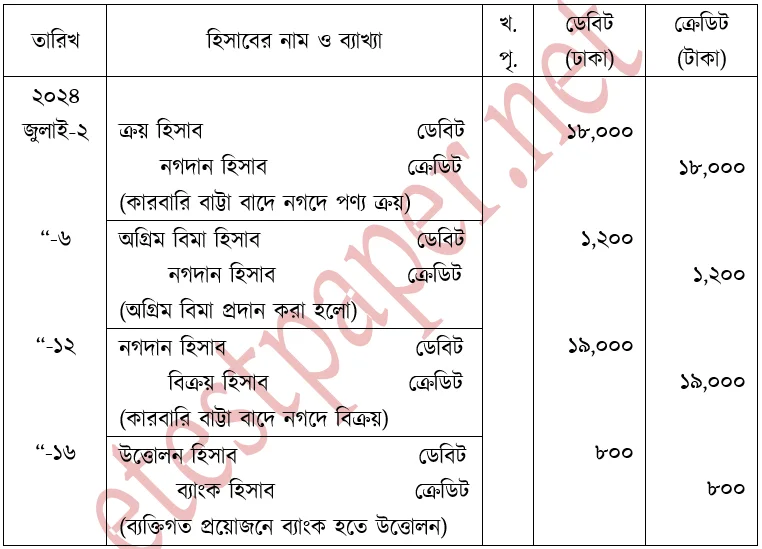 তারিখ হিসাবের নাম ও ব্যাখ্যা খ. পৃ. ডেবিট (ঢাকা) ক্রেডিট (টাকা)
২০২৪
জুলাই-২ ক্রয় হিসাব ডেবিট ১৮,০০০
নগদান হিসাব ক্রেডিট ১৮,০০০
(কারবারি বাট্টা বাদে নগদে পণ্য ক্রয়)
“-৬ অগ্রিম বিমা হিসাব ডেবিট ১,২০০
নগদান হিসাব ক্রেডিট ১,২০০
(অগ্রিম বিমা প্রদান করা হলো)
“-১২ নগদান হিসাব ডেবিট ১৯,০০০
বিক্রয় হিসাব ক্রেডিট ১৯,০০০
(কারবারি বাট্টা বাদে নগদে বিক্রয়)
“-১৬ উত্তোলন হিসাব ডেবিট ৮০০
ব্যাংক হিসাব ক্রেডিট ৮০০
(ব্যক্তিগত প্রয়োজনে ব্যাংক হতে উত্তোলন)
etestpaper.net